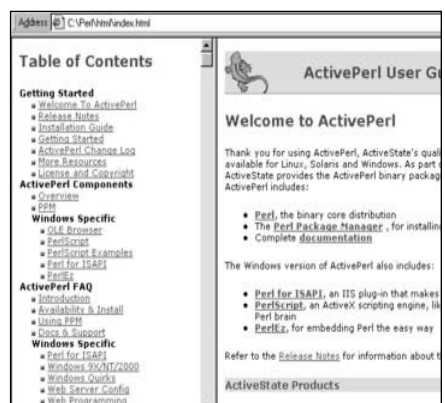 Address C:\Perl\html\index.html
Table of Contents
Getting Started
Welcome To ActivePerl
Release Notes
Installation Guide
Getting Started
ActivePerl Change Log
More Resources
License and Copyright
ActivePerl Components
Overview
PPM
Windows Specific
OLE Browser
PerlScript
PerlScript Examples
Perl for ISAPI
PerlEz
ActivePerl FAQ
Introduction
Availability & Install
Using PPM
Docs & Support
Windows Specific
Perl for ISAPI
Windows 9X/NT/2000
Windows Quirks
Web Server Config
Web Programming
ActivePerl User Gu
Welcome to ActivePerl
Thank you for using ActivePerl, ActiveState's quali
available for Linux, Solaris and Windows. As part
ActiveState provides the ActivePerl binary packag
ActivePerl includes:
Perl, the binary core distribution
The Perl Package Manager , for installin
Complete documentation
The Windows version of ActivePerl also includes:
Perl for ISAPI, an IIS plug-in that makes
PerlScript, an ActiveX scripting engine, lik
Perl brain
PerlEz, for embedding Perl the easy way
Refer to the Release Notes for information about t
ActiveState Products